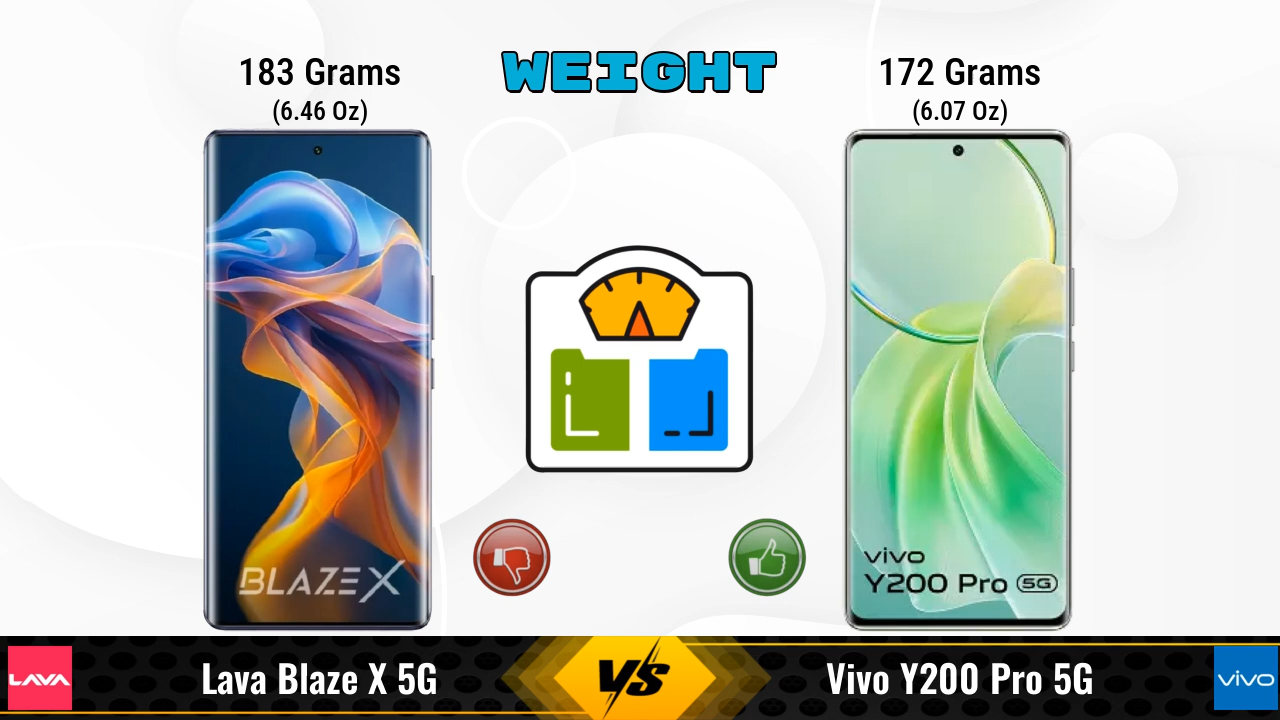 WEIGHT
183 Grams
(6.46 Oz)
172 Grams
(6.07 Oz)
BLAZE X
vivo
Y200 Pro 5G
LAVA
Lava Blaze X 5G
VS
Vivo Y200 Pro 5G
vivo